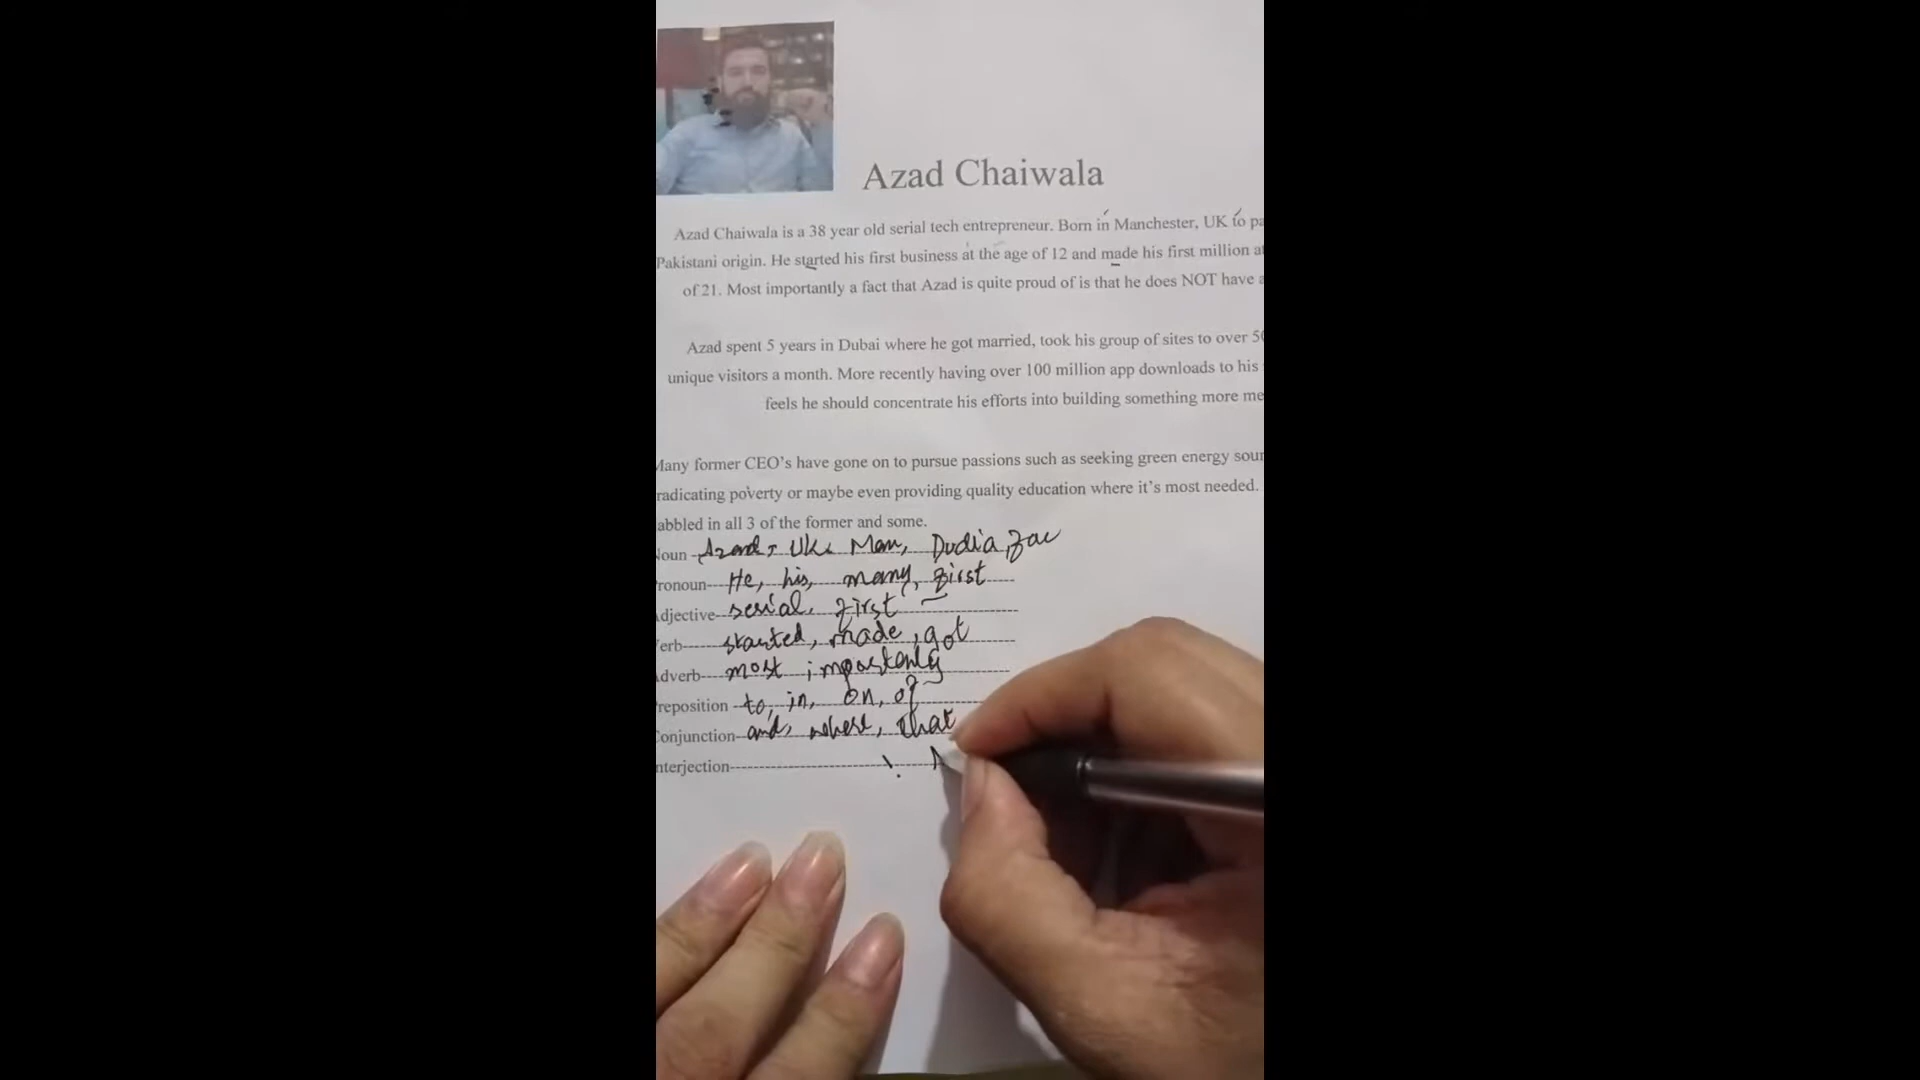 Azad Chaiwala
Azad Chaiwala is a 38 year old serial tech entrepreneur. Born in Manchester, UK to pa
Pakistani origin. He started his first business at the age of 12 and made his first million a
of 21. Most importantly a fact that Azad is quite proud of is that he does NOT have a
Azad spent 5 years in Dubai where he got married, took his group of sites to over 50
unique visitors a month. More recently having over 100 million app downloads to his
feels he should concentrate his efforts into building something more me
Many former CEO's have gone on to pursue passions such as seeking green energy sour
radicating poverty or maybe even providing quality education where it's most needed.
abbled in all 3 of the former and some.
Noun - UK Man,
ronoun--- He, his, many, first
djective-- serial, first
erb----- started, made, got
dverb--- most importantly
reposition -- to, in, on, of
Conjunction-- and, where, that
nterjection--- !